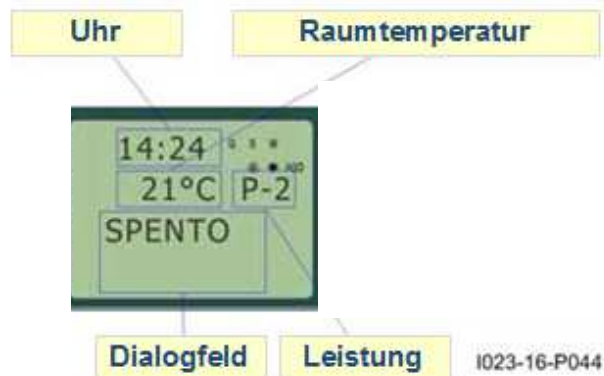 Uhr Raumtemperatur
14:24
21°C P-2
SPENTO
Dialogfeld Leistung I023-16-P044